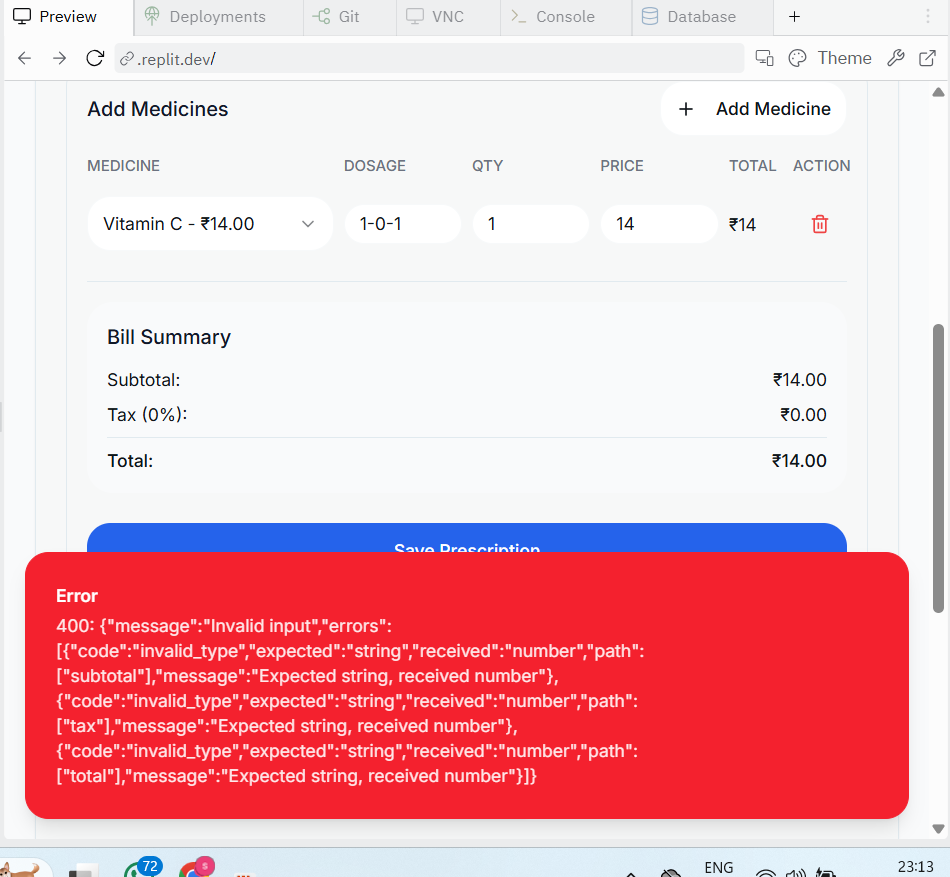 Preview Deployments Git VNC Console Database
.replit.dev/ Theme
Add Medicines + Add Medicine
MEDICINE DOSAGE QTY PRICE TOTAL ACTION
Vitamin C - ₹14.00 1-0-1 1 14 ₹14
Bill Summary
Subtotal: ₹14.00
Tax (0%): ₹0.00
Total: ₹14.00
Save Prescription
Error
400: {"message":"Invalid input","errors":
[{"code":"invalid_type","expected":"string","received":"number","path":
["subtotal"],"message":"Expected string, received number"},
{"code":"invalid_type","expected":"string","received":"number","path":
["tax"],"message":"Expected string, received number"},
{"code":"invalid_type","expected":"string","received":"number","path":
["total"],"message":"Expected string, received number"}]}
72 s ENG 23:13